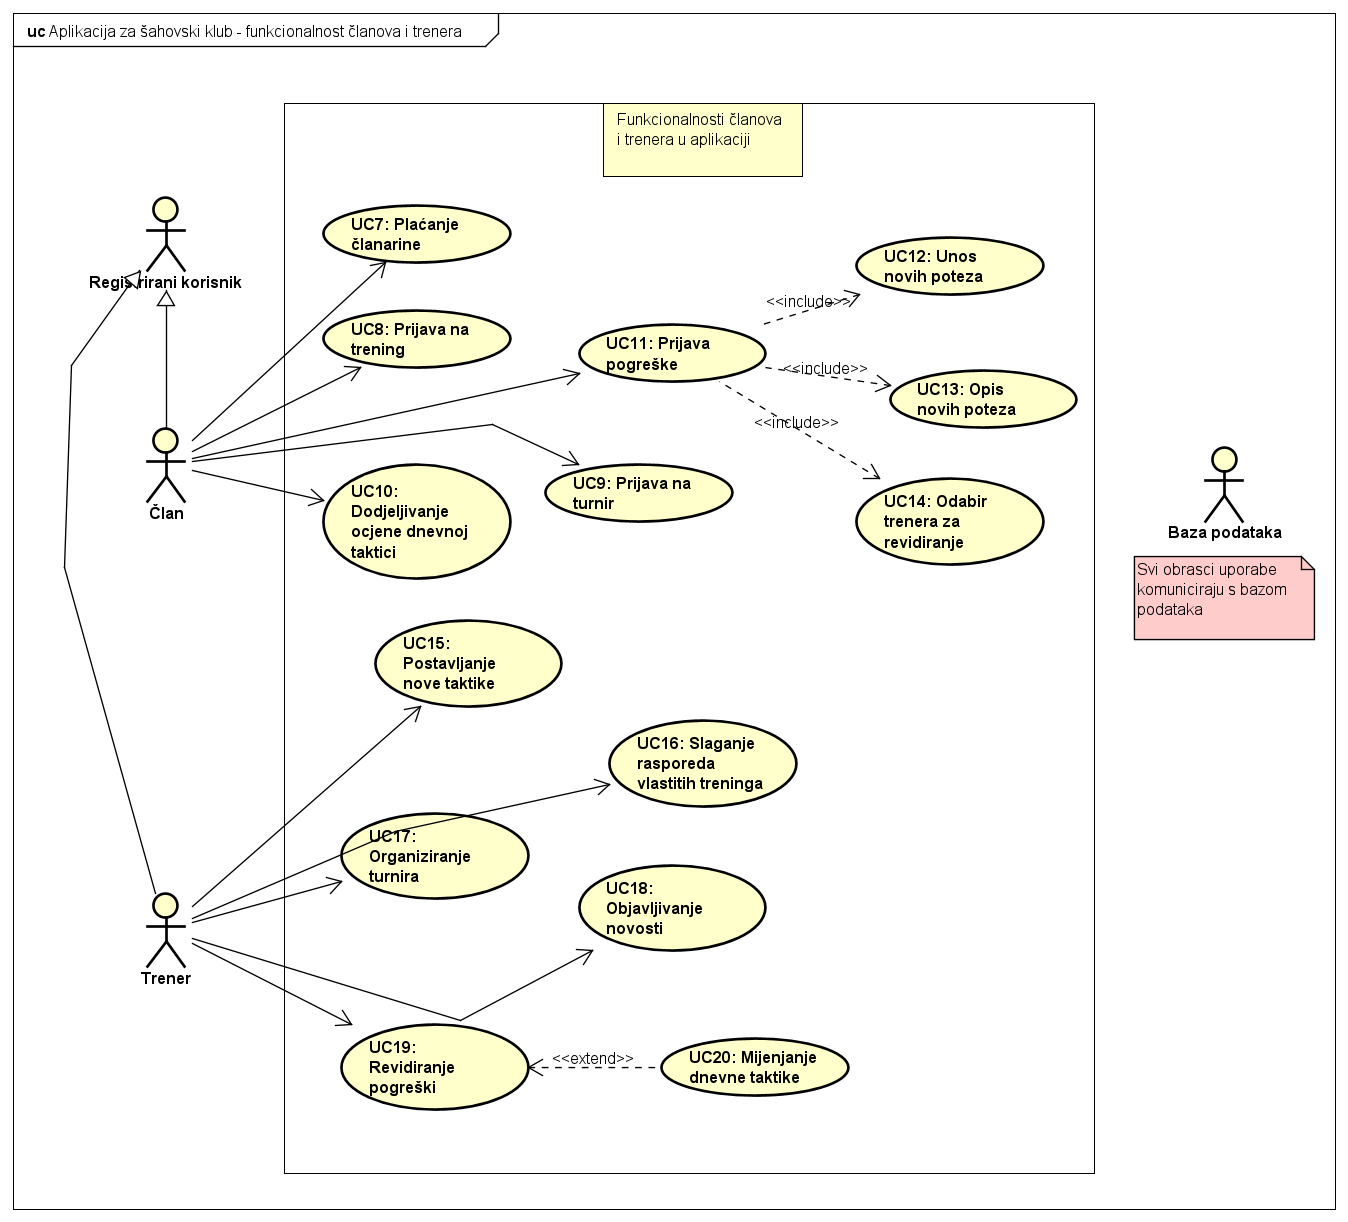 uc Aplikacija za šahovski klub - funkcionalnost članova i trenera
Funkcionalnosti članova
i trenera u aplikaciji
Registrirani korisnik
UC7: Plaćanje
članarine
UC8: Prijava na
trening
UC11: Prijava
pogreške
<<include>>
UC12: Unos
novih poteza
<<include>>
UC13: Opis
novih poteza
<<include>>
UC14: Odabir
trenera za
revidiranje
Član
UC10:
Dodjeljivanje
ocjene dnevnoj
taktici
UC9: Prijava na
turnir
Baza podataka
Svi obrasci uporabe
komuniciraju s bazom
podataka
UC15:
Postavljanje
nove taktike
UC16: Slaganje
rasporeda
vlastitih treninga
UC17:
Organiziranje
turnira
UC18:
Objavljivanje
novosti
Trener
UC19:
Revidiranje
pogreški
<<extend>>
UC20: Mijenjanje
dnevne taktike